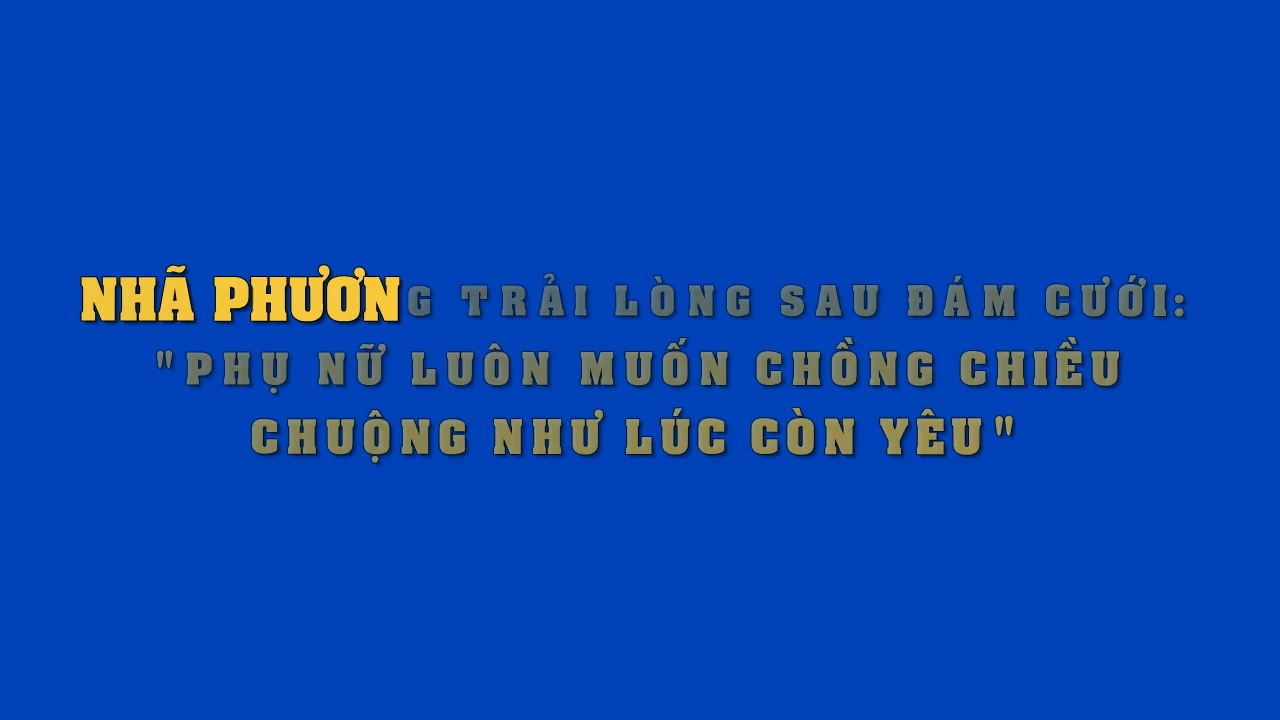 NHÃ PHƯƠNG TRẢI LÒNG SAU ĐÁM CƯỚI:
"PHỤ NỮ LUÔN MUỐN CHỒNG CHIỀU
CHUỘNG NHƯ LÚC CÒN YÊU"